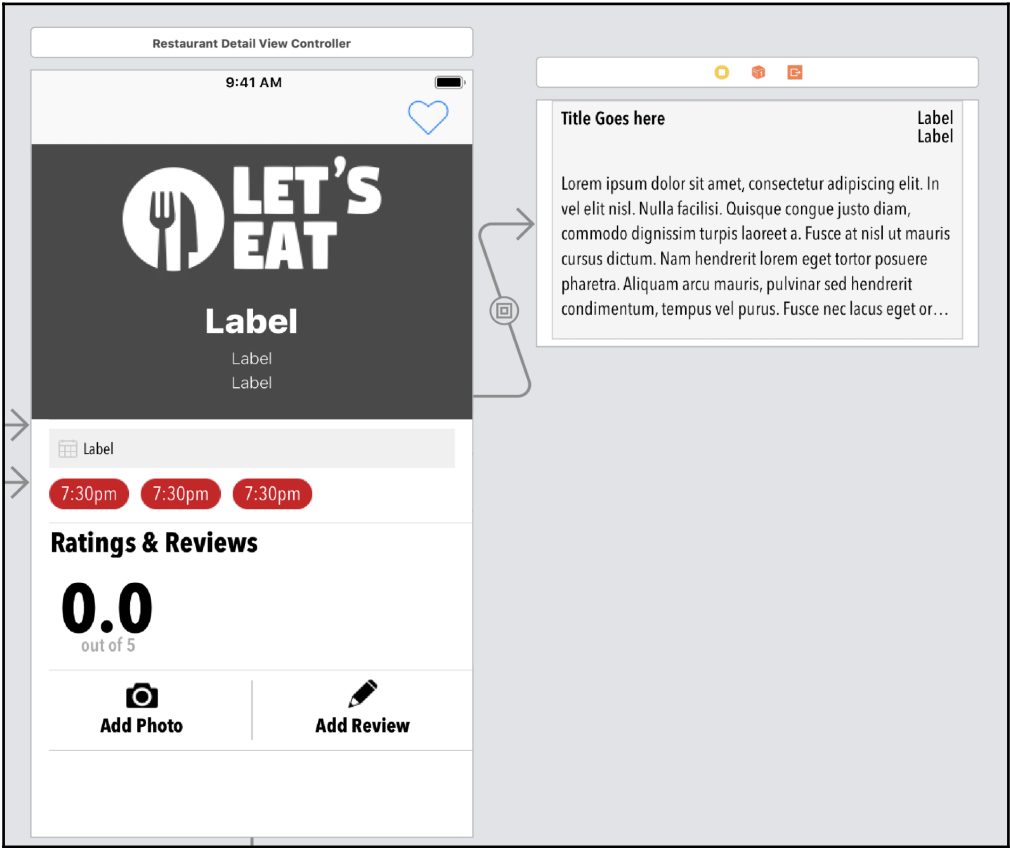 Restaurant Detail View Controller
9:41 AM
LET'S
EAT
Label
Label
Label
Label
7:30pm 7:30pm 7:30pm
Ratings & Reviews
0.0
out of 5
Add Photo Add Review
Title Goes here Label
Label
Lorem ipsum dolor sit amet, consectetur adipiscing elit. In
vel elit nisl. Nulla facilisi. Quisque congue justo diam,
commodo dignissim turpis laoreet a. Fusce at nisl ut mauris
cursus dictum. Nam hendrerit lorem eget tortor posuere
pharetra. Aliquam arcu mauris, pulvinar sed hendrerit
condimentum, tempus vel purus. Fusce nec lacus eget or...